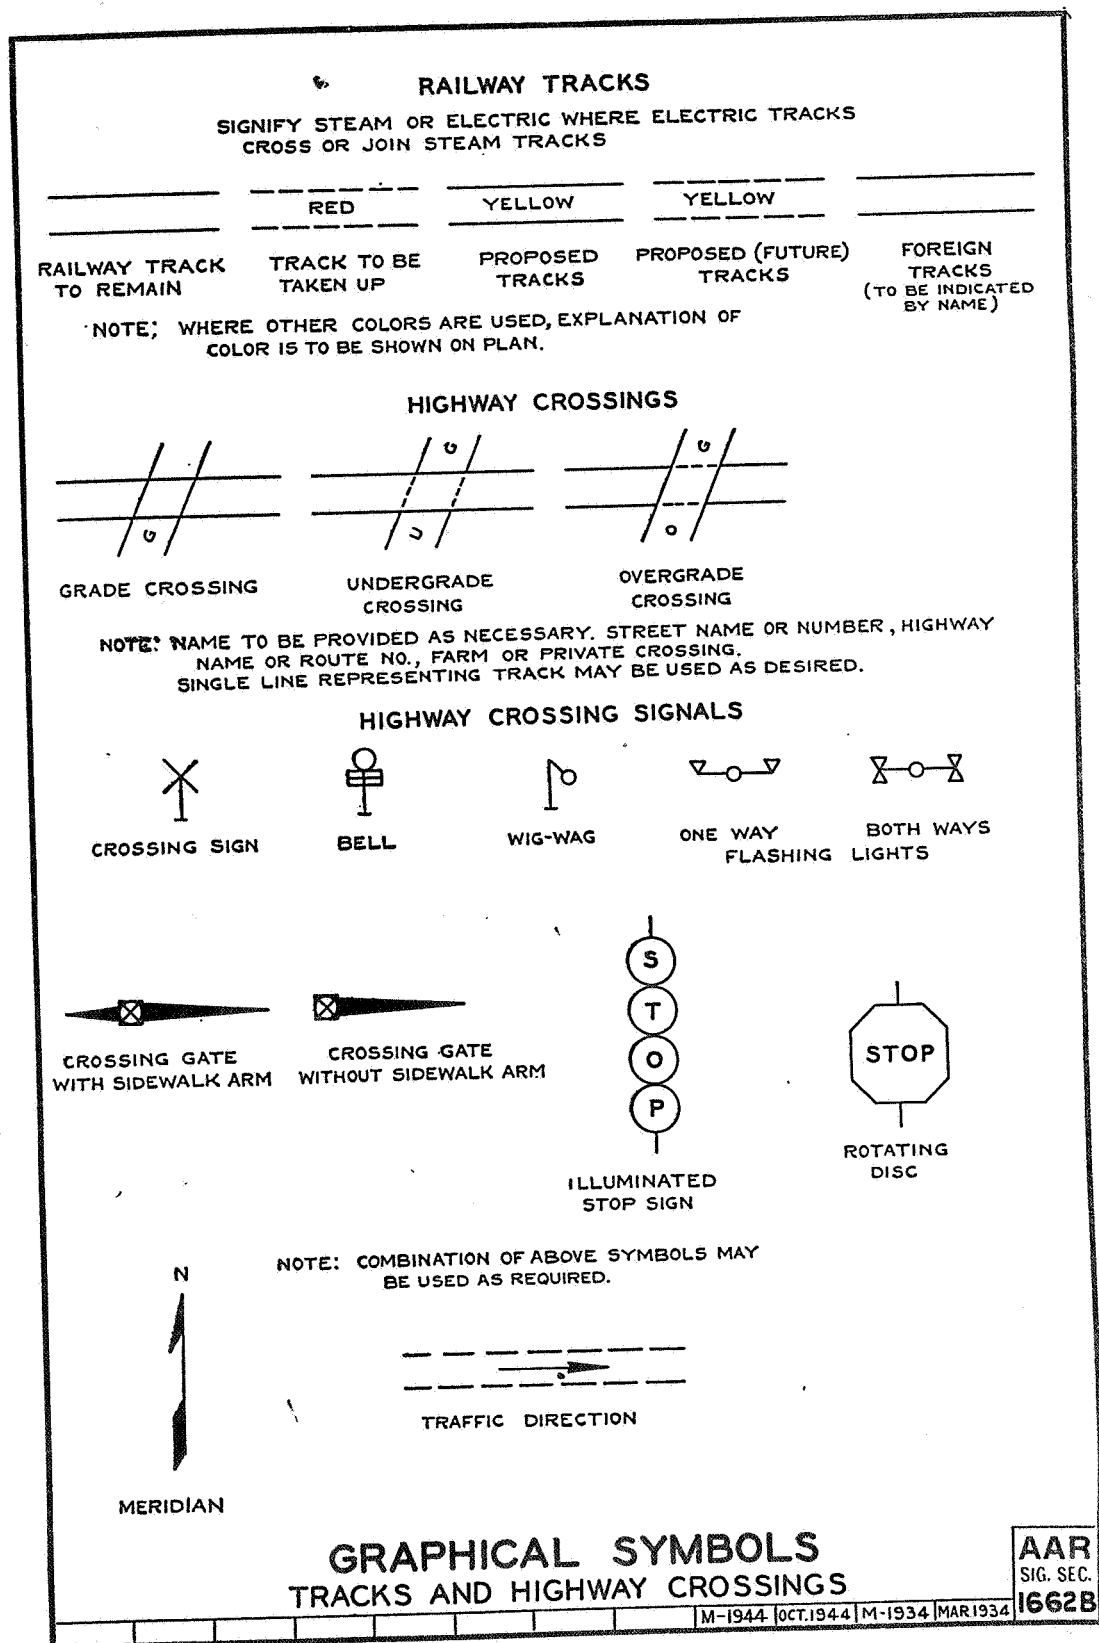 RAILWAY TRACKS
SIGNIFY STEAM OR ELECTRIC WHERE ELECTRIC TRACKS
CROSS OR JOIN STEAM TRACKS
RED
YELLOW
YELLOW
RAILWAY TRACK
TO REMAIN
TRACK TO BE
TAKEN UP
PROPOSED
TRACKS
PROPOSED (FUTURE)
TRACKS
FOREIGN
TRACKS
(TO BE INDICATED
BY NAME)
NOTE; WHERE OTHER COLORS ARE USED, EXPLANATION OF
COLOR IS TO BE SHOWN ON PLAN.
HIGHWAY CROSSINGS
G
G
U
G
O
GRADE CROSSING
UNDERGRADE
CROSSING
OVERGRADE
CROSSING
NOTE: NAME TO BE PROVIDED AS NECESSARY. STREET NAME OR NUMBER, HIGHWAY
NAME OR ROUTE NO., FARM OR PRIVATE CROSSING.
SINGLE LINE REPRESENTING TRACK MAY BE USED AS DESIRED.
HIGHWAY CROSSING SIGNALS
CROSSING SIGN
BELL
WIG-WAG
ONE WAY
BOTH WAYS
FLASHING LIGHTS
CROSSING GATE
WITH SIDEWALK ARM
CROSSING GATE
WITHOUT SIDEWALK ARM
S
T
O
P
ILLUMINATED
STOP SIGN
STOP
ROTATING
DISC
NOTE: COMBINATION OF ABOVE SYMBOLS MAY
BE USED AS REQUIRED.
N
MERIDIAN
TRAFFIC DIRECTION
GRAPHICAL SYMBOLS
TRACKS AND HIGHWAY CROSSINGS
AAR
SIG. SEC.
1662B
M-1944 OCT.1944 M-1934 MAR.1934